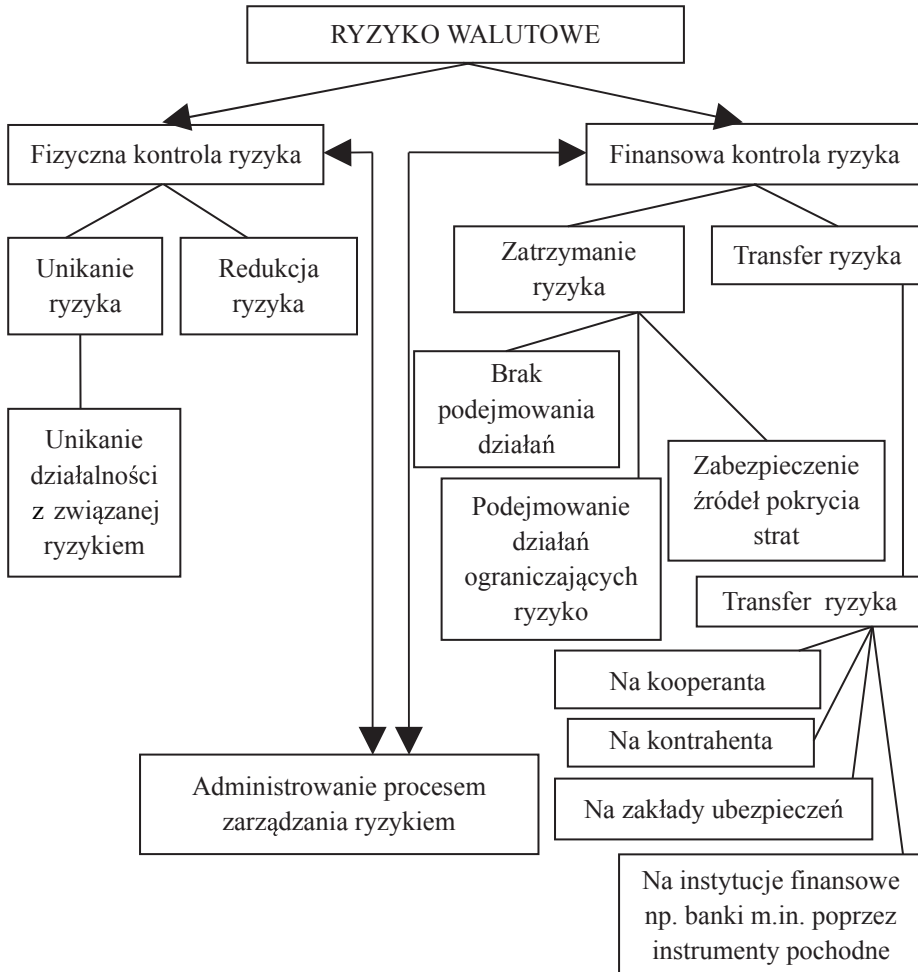 RYZYKO WALUTOWE
Fizyczna kontrola ryzyka
Finansowa kontrola ryzyka
Unikanie
ryzyka
Redukcja
ryzyka
Zatrzymanie
ryzyka
Transfer ryzyka
Unikanie
działalności
z związanej
ryzykiem
Brak
podejmowania
działań
Podejmowanie
działań
ograniczających
ryzyko
Zabezpieczenie
źródeł pokrycia
strat
Transfer ryzyka
Na kooperanta
Na kontrahenta
Na zakłady ubezpieczeń
Na instytucje finansowe
np. banki m.in. poprzez
instrumenty pochodne
Administrowanie procesem
zarządzania ryzykiem